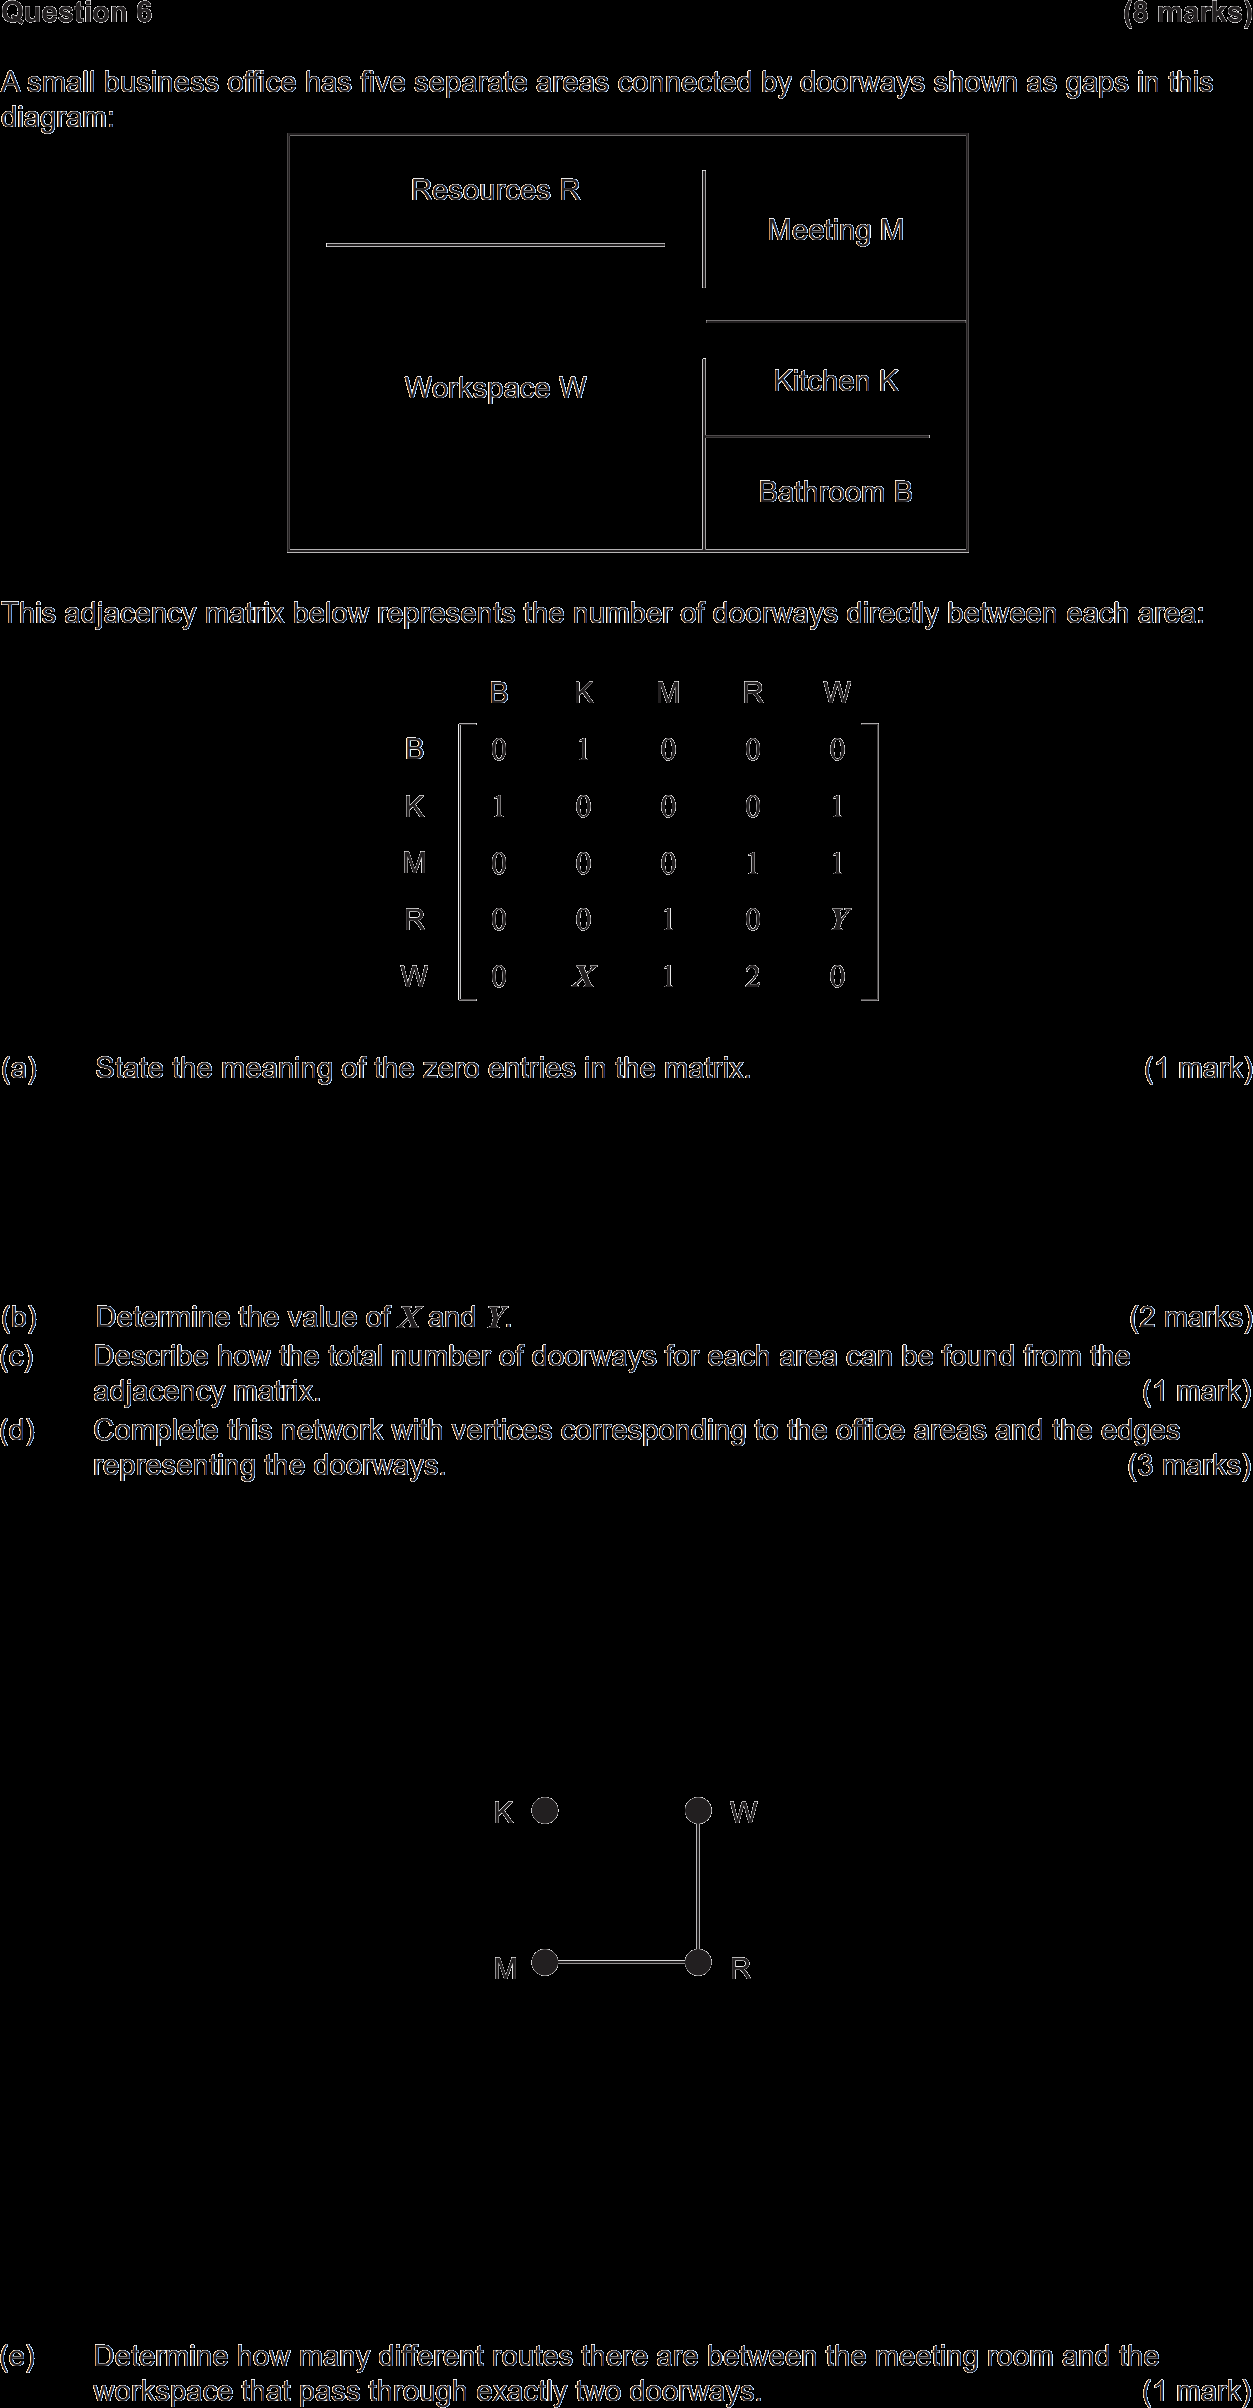 Question 6 (8 marks)
A small business office has five separate areas connected by doorways shown as gaps in this
diagram:
Resources R
Meeting M
Workspace W
Kitchen K
Bathroom B
This adjacency matrix below represents the number of doorways directly between each area:
B K M R W
B 0 1 0 0 0
K 1 0 0 0 1
M 0 0 0 1 1
R 0 0 1 0 Y
W 0 X 1 2 0
(a) State the meaning of the zero entries in the matrix. (1 mark)
(b) Determine the value of X and Y. (2 marks)
(c) Describe how the total number of doorways for each area can be found from the
adjacency matrix. (1 mark)
(d) Complete this network with vertices corresponding to the office areas and the edges
representing the doorways. (3 marks)
K W
M R
(e) Determine how many different routes there are between the meeting room and the
workspace that pass through exactly two doorways. (1 mark)